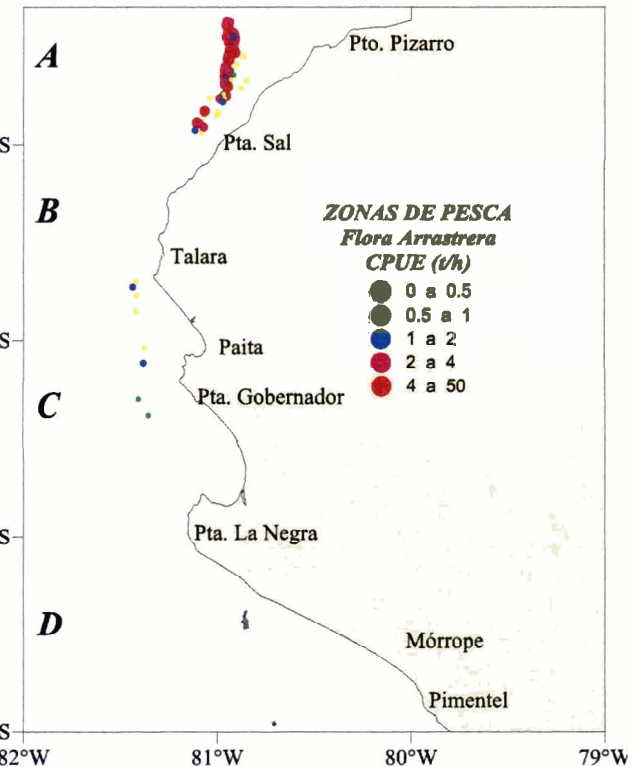 A
Pto. Pizarro
S
Pta. Sal
B
ZONAS DE PESCA
Flora Arrastrera
CPUE (t/h)
Talara
0 a 0.5
0.5 a 1
1 a 2
2 a 4
4 a 50
S
Paita
C
Pta. Gobernador
S
Pta. La Negra
D
Mórrope
Pimentel
S
82°W
81°W
80°W
79°W